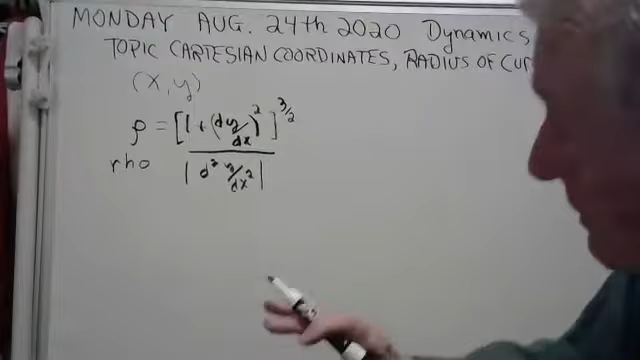 MONDAY AUG. 24th 2020 Dynamics
TOPIC CARTESIAN COORDINATES, RADIUS OF CUR
(x, y)
ρ = [1 + (dy/dx)²]^3/2
rho | d² y/dx² |